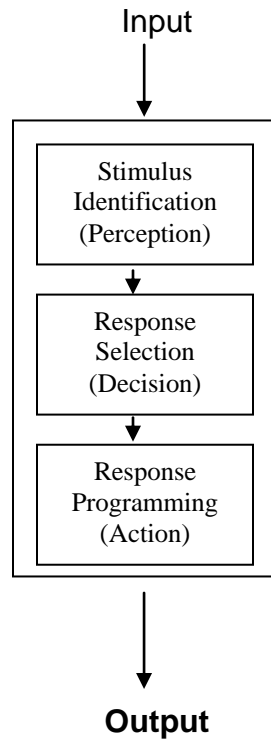 Input
Stimulus
Identification
(Perception)
Response
Selection
(Decision)
Response
Programming
(Action)
Output